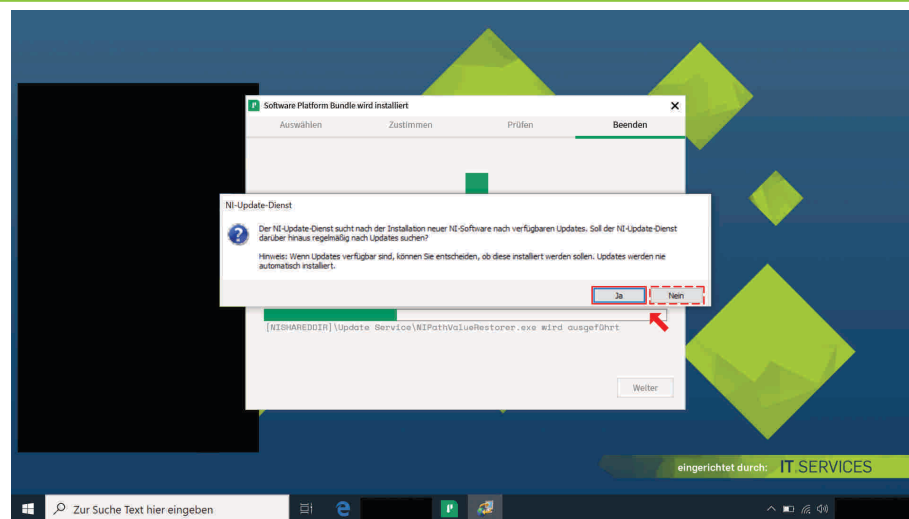 Software Platform Bundle wird installiert
Auswählen Zustimmen Prüfen Beenden
NI-Update-Dienst
Der NI-Update-Dienst sucht nach der Installation neuer NI-Software nach verfügbaren Updates. Soll der NI-Update-Dienst
darüber hinaus regelmäßig nach Updates suchen?
Hinweis: Wenn Updates verfügbar sind, können Sie entscheiden, ob diese installiert werden sollen. Updates werden nie
automatisch installiert.
Ja Nein
[NISHAREDDIR]\Update Service\NIPathValueRestorer.exe wird ausgeführt
Weiter
eingerichtet durch: IT.SERVICES
Zur Suche Text hier eingeben